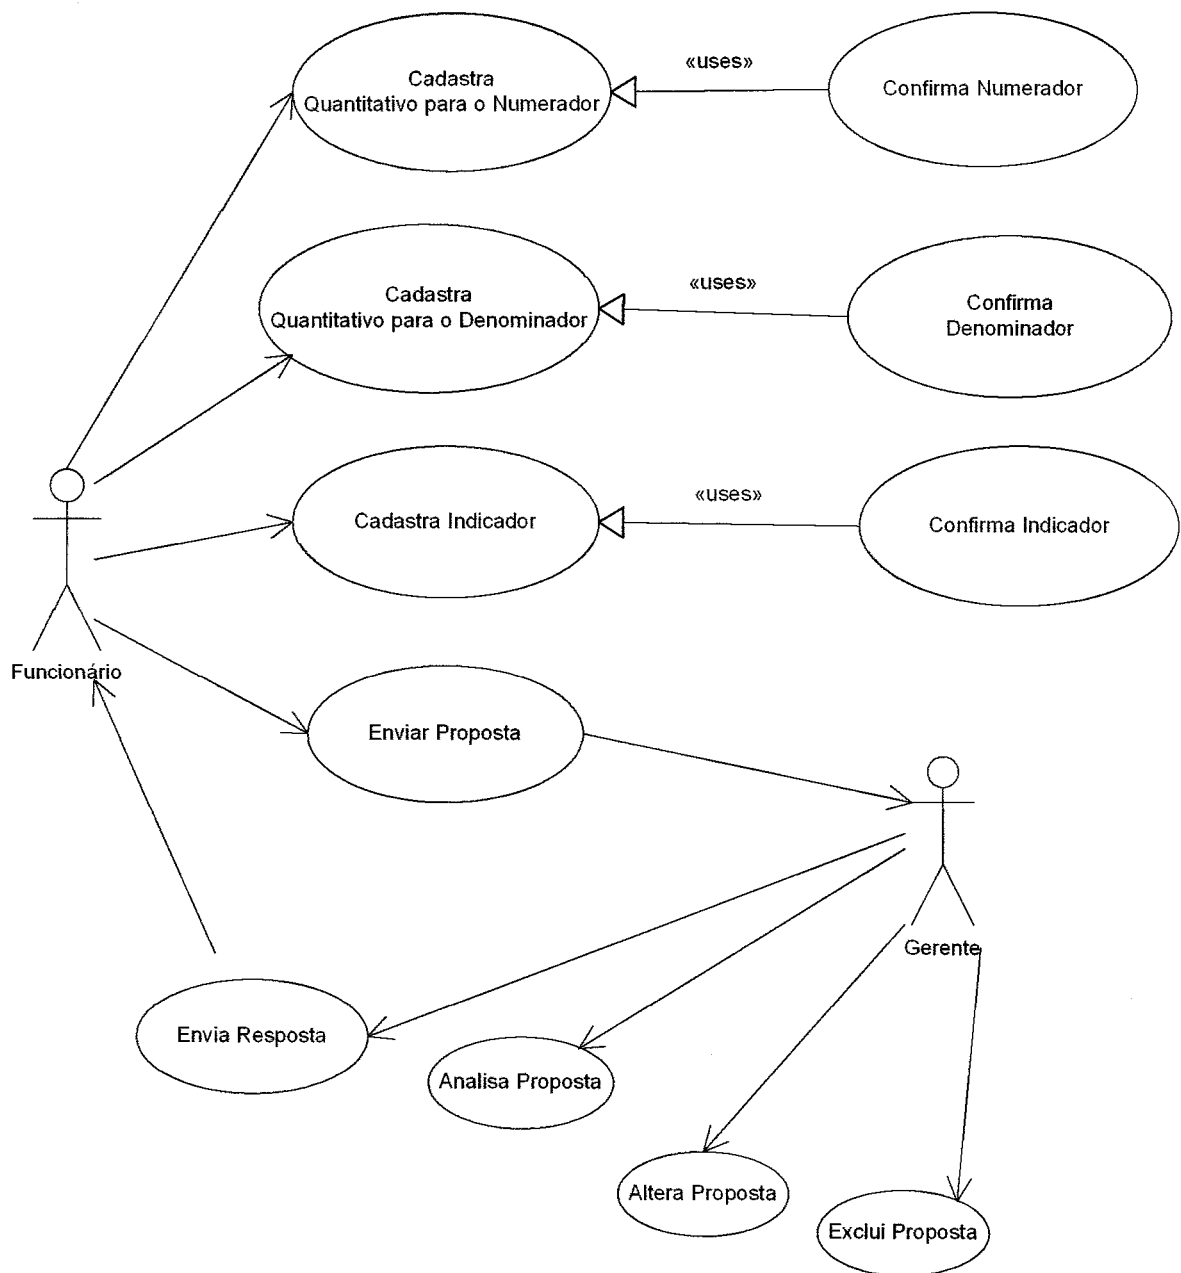 Cadastra
Quantitativo para o Numerador
«uses»
Confirma Numerador
Cadastra
Quantitativo para o Denominador
«uses»
Confirma
Denominador
Cadastra Indicador
«uses»
Confirma Indicador
Funcionário
Enviar Proposta
Gerente
Envia Resposta
Analisa Proposta
Altera Proposta
Exclui Proposta